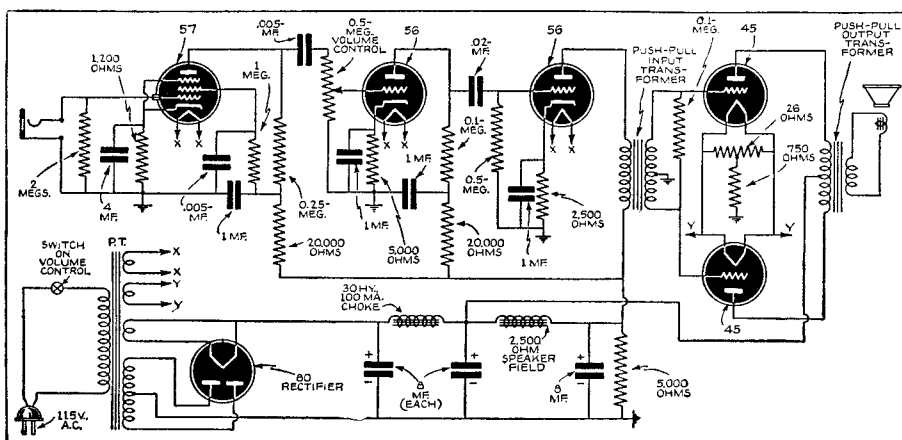 57
.005-
MF.
0.5-
MEG.
VOLUME
CONTROL
56
.02-
MF.
56
PUSH-PULL
INPUT
TRANS-
FORMER
0.1-
MEG.
45
PUSH-PULL
OUTPUT
TRANS-
FORMER
1,200
OHMS
1
MEG.
X
X
X
X
X
X
26
OHMS
750
OHMS
2
MEGS.
4
MF.
.005-
MF.
1 MF.
0.25-
MEG.
1 MF.
1 MF.
5,000
OHMS
0.1-
MEG.
0.5-
MEG.
1 MF.
2,500
OHMS
20,000
OHMS
20,000
OHMS
Y
Y
45
SWITCH
ON
VOLUME
CONTROL
P.T.
X
X
Y
Y
30 HY.,
100 MA.
CHOKE
2,500
OHM
SPEAKER
FIELD
80
RECTIFIER
+
-
8
MF.
(EACH)
+
-
8
MF.
+
-
5,000
OHMS
115 V.
A.C.